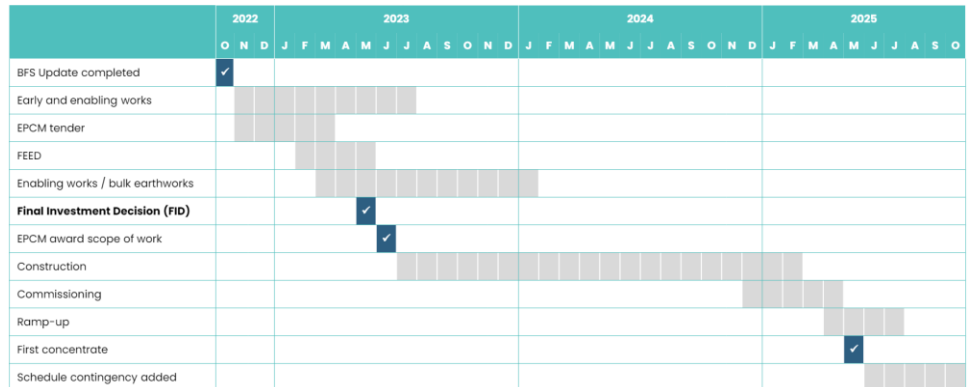 2022 2023 2024 2025
O N D J F M A M J J A S O N D J F M A M J J A S O N D J F M A M J J A S O
BFS Update completed ✓
Early and enabling works
EPCM tender
FEED
Enabling works / bulk earthworks
Final Investment Decision (FID) ✓
EPCM award scope of work ✓
Construction
Commissioning
Ramp-up
First concentrate ✓
Schedule contingency added